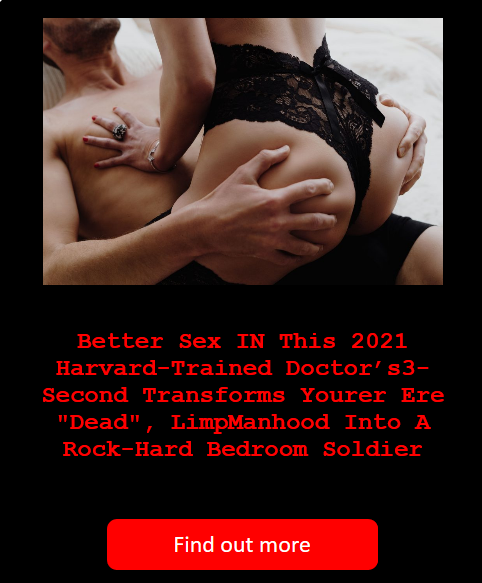 Better Sex IN This 2021
Harvard-Trained Doctor’s3-
Second Transforms Yourer Ere
"Dead", LimpManhood Into A
Rock-Hard Bedroom Soldier
Find out more